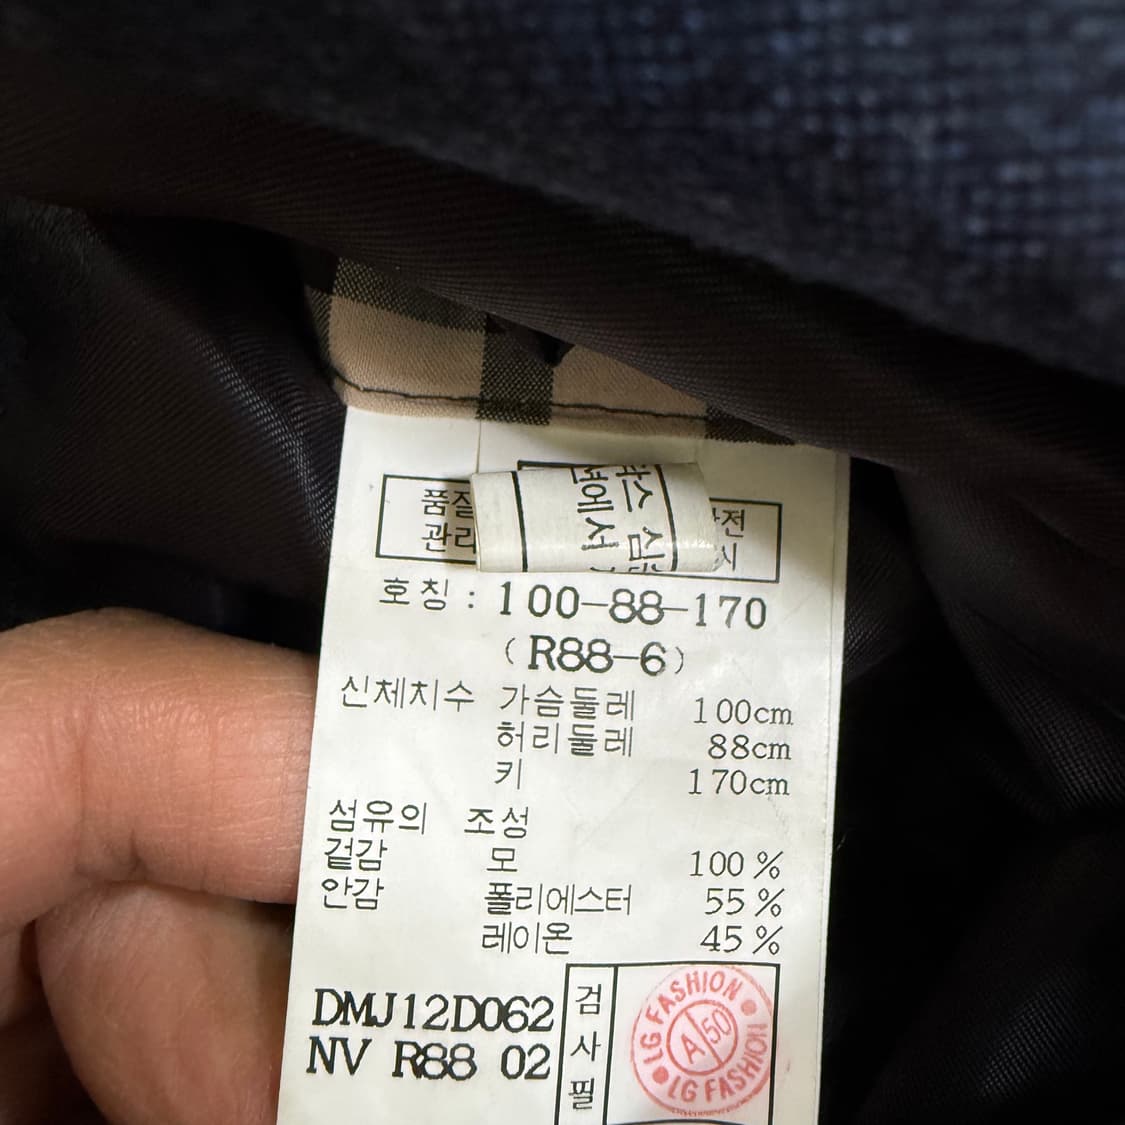 품질
관리
면에서
호칭: 100-88-170
(R88-6)
신체치수 가슴둘레 100cm
허리둘레 88cm
키 170cm
섬유의 조성
겉감 모 100%
안감 폴리에스터 55%
레이온 45%
DMJ12D062
NV R88 02
검
사
필
LG FASHION
A/50
LG FASHION